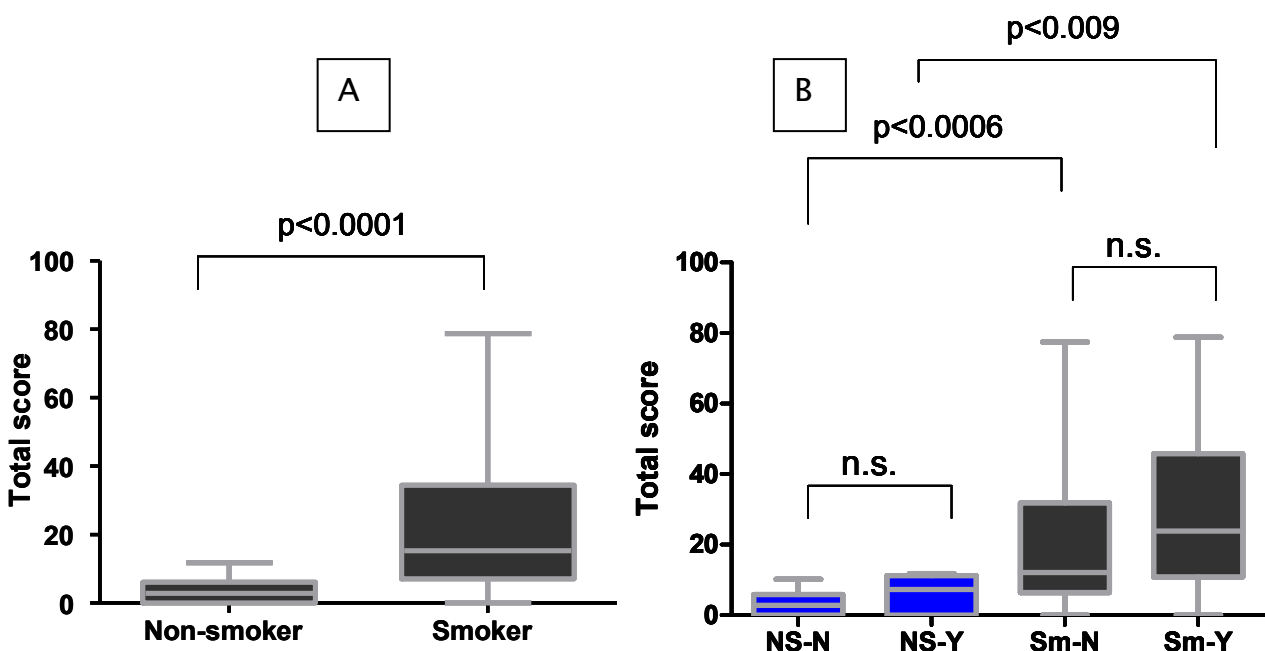 A
p<0.0001
100
80
60
40
20
0
Total score
Non-smoker Smoker
B
p<0.009
p<0.0006
n.s.
n.s.
100
80
60
40
20
0
Total score
NS-N NS-Y Sm-N Sm-Y